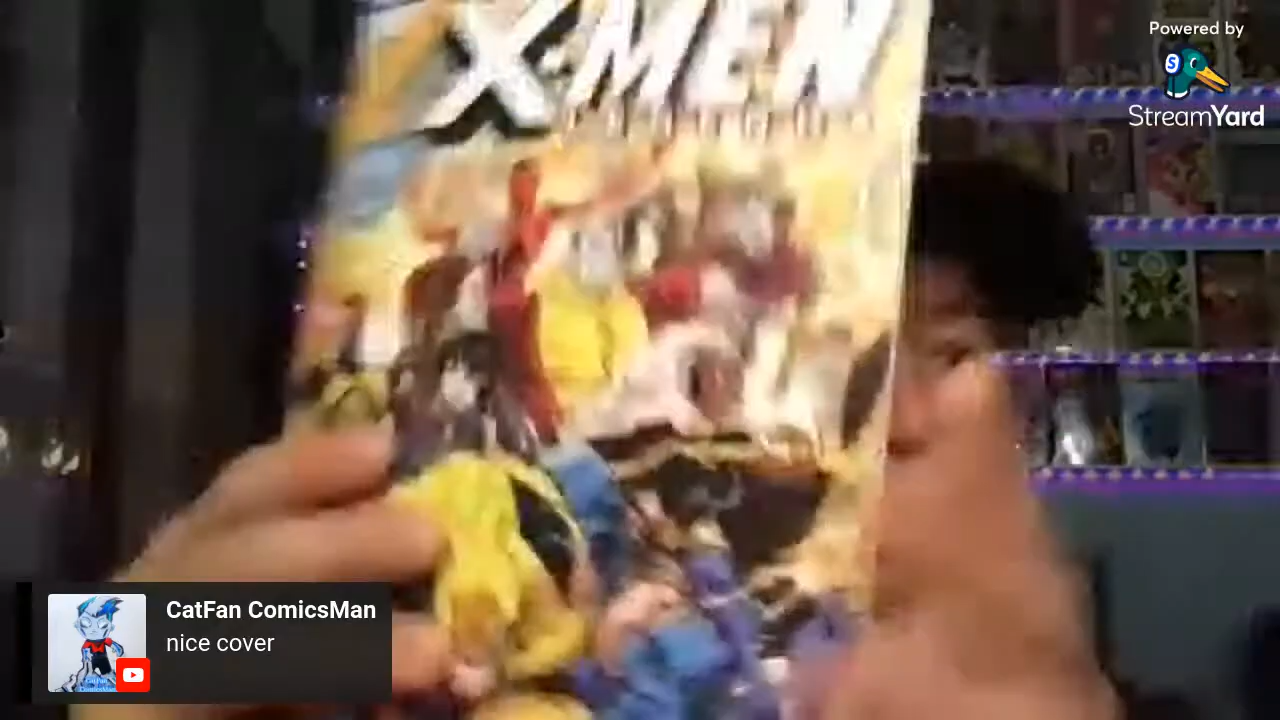 X-MEN
Powered by
S
StreamYard
CatFan ComicsMan
nice cover